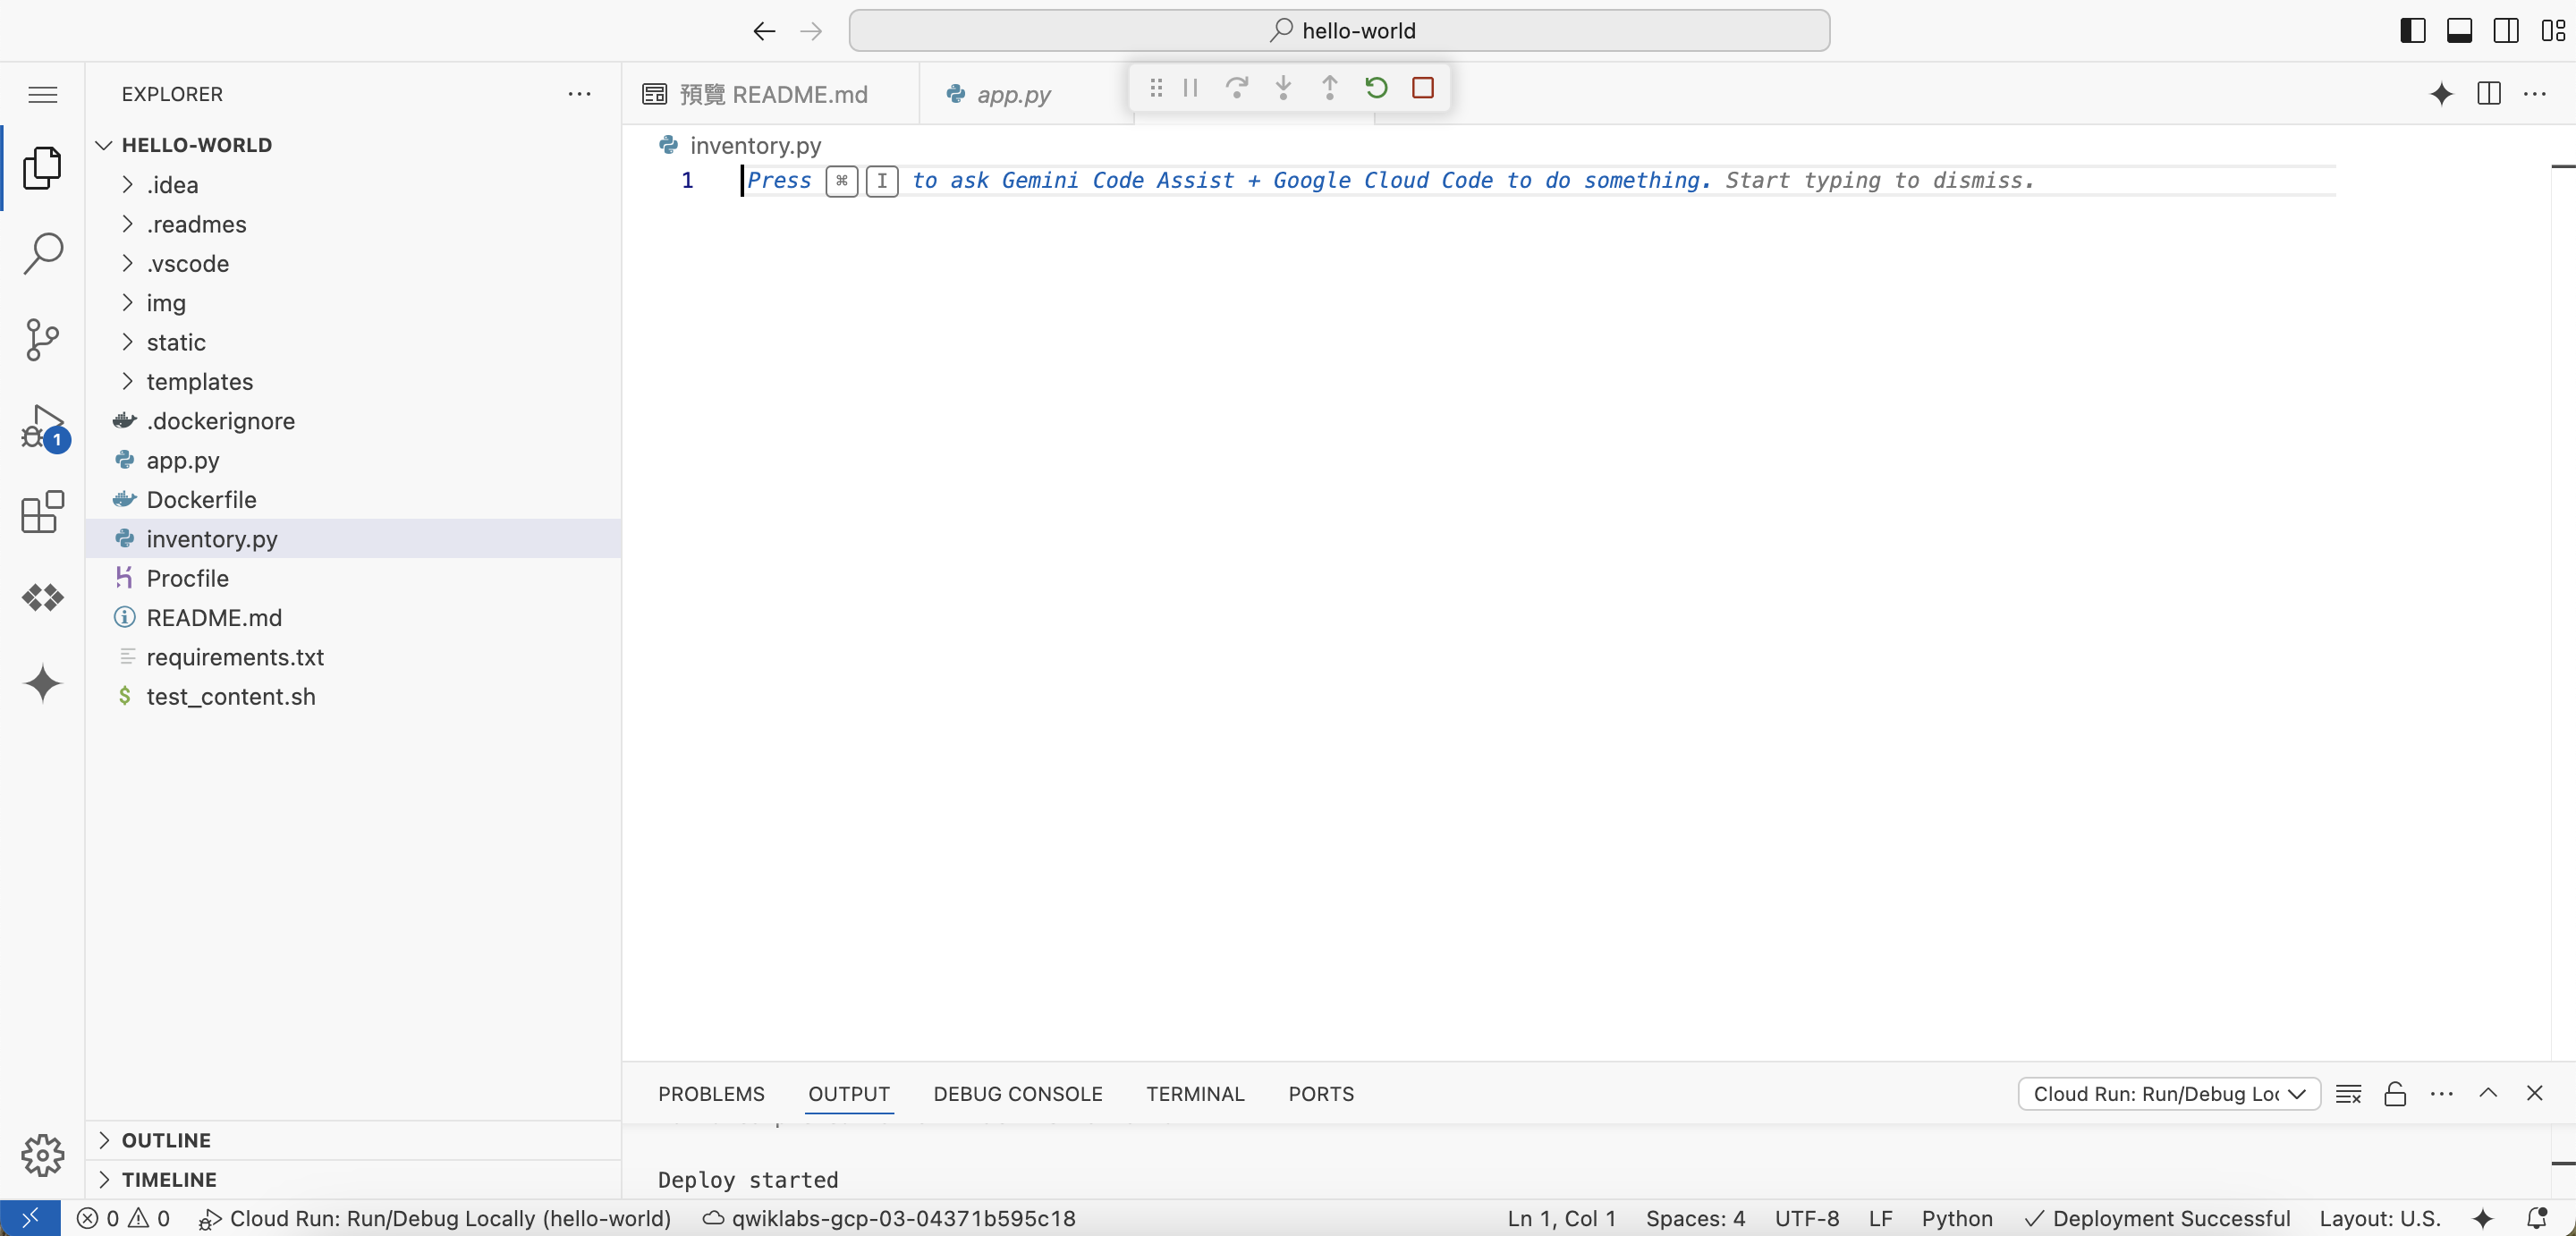 hello-world
EXPLORER
預覽 README.md
app.py
HELLO-WORLD
.idea
.readmes
.vscode
img
static
templates
.dockerignore
app.py
Dockerfile
inventory.py
Procfile
README.md
requirements.txt
test_content.sh
OUTLINE
TIMELINE
1
inventory.py
1 Press ⌘ I to ask Gemini Code Assist + Google Cloud Code to do something. Start typing to dismiss.
PROBLEMS OUTPUT DEBUG CONSOLE TERMINAL PORTS
Cloud Run: Run/Debug Loc
Deploy started
0 0 Cloud Run: Run/Debug Locally (hello-world) qwiklabs-gcp-03-04371b595c18 Ln 1, Col 1 Spaces: 4 UTF-8 LF Python Deployment Successful Layout: U.S.